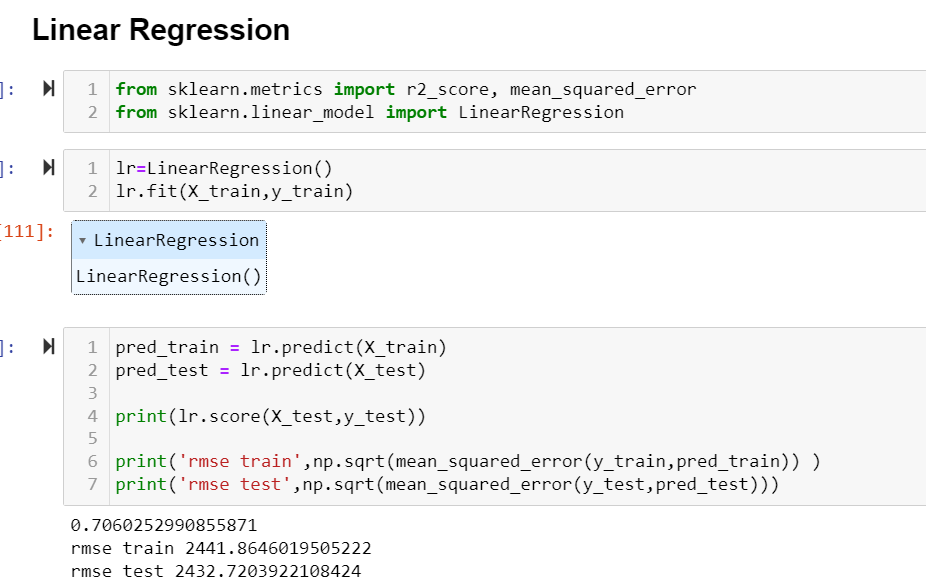 Linear Regression
]:
1 from sklearn.metrics import r2_score, mean_squared_error
2 from sklearn.linear_model import LinearRegression
]:
1 lr=LinearRegression()
2 lr.fit(X_train,y_train)
[111]:
▾ LinearRegression
LinearRegression()
]:
1 pred_train = lr.predict(X_train)
2 pred_test = lr.predict(X_test)
3
4 print(lr.score(X_test,y_test))
5
6 print('rmse train',np.sqrt(mean_squared_error(y_train,pred_train)) )
7 print('rmse test',np.sqrt(mean_squared_error(y_test,pred_test)))
0.7060252990855871
rmse train 2441.8646019505222
rmse test 2432.7203922108424